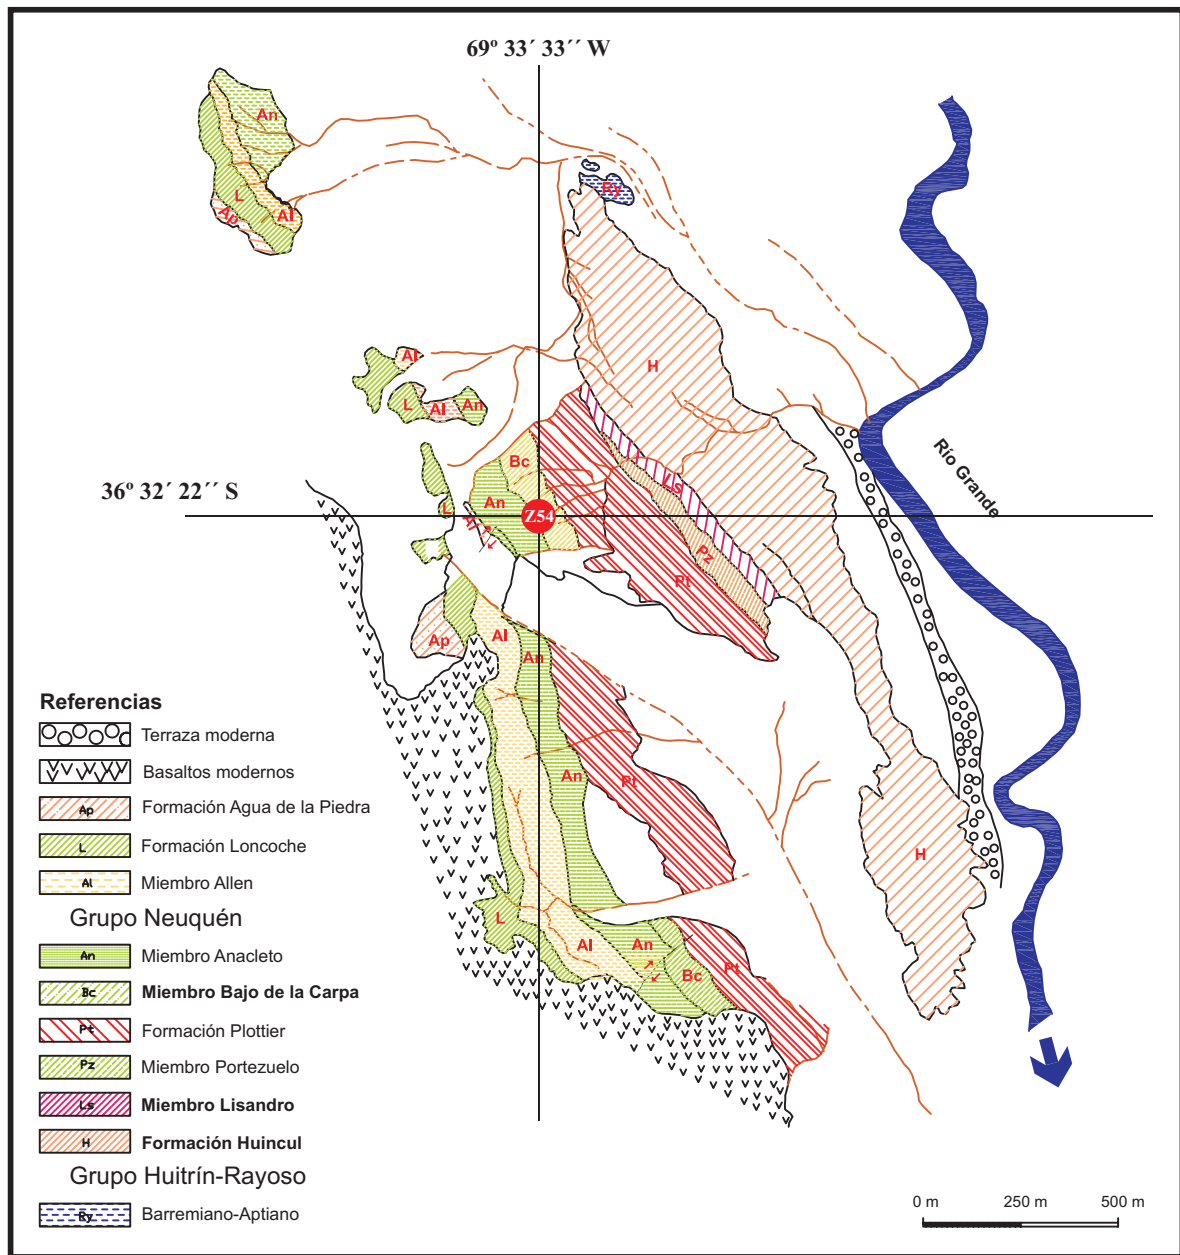 69º 33´ 33´´ W
An
L
Ap
Al
Ry
H
Al
L
Al
An
Bc
An
Ls
36º 32´ 22´´ S
L
Al
Z54
Pz
Pt
Río Grande
Ap
Al
An
An
Pt
H
L
Al
An
Bc
Pt
Referencias
Terraza moderna
Basaltos modernos
Ap Formación Agua de la Piedra
L Formación Loncoche
Al Miembro Allen
Grupo Neuquén
An Miembro Anacleto
Bc Miembro Bajo de la Carpa
Pt Formación Plottier
Pz Miembro Portezuelo
Ls Miembro Lisandro
H Formación Huincul
Grupo Huitrín-Rayoso
Ry Barremiano-Aptiano
0 m 250 m 500 m